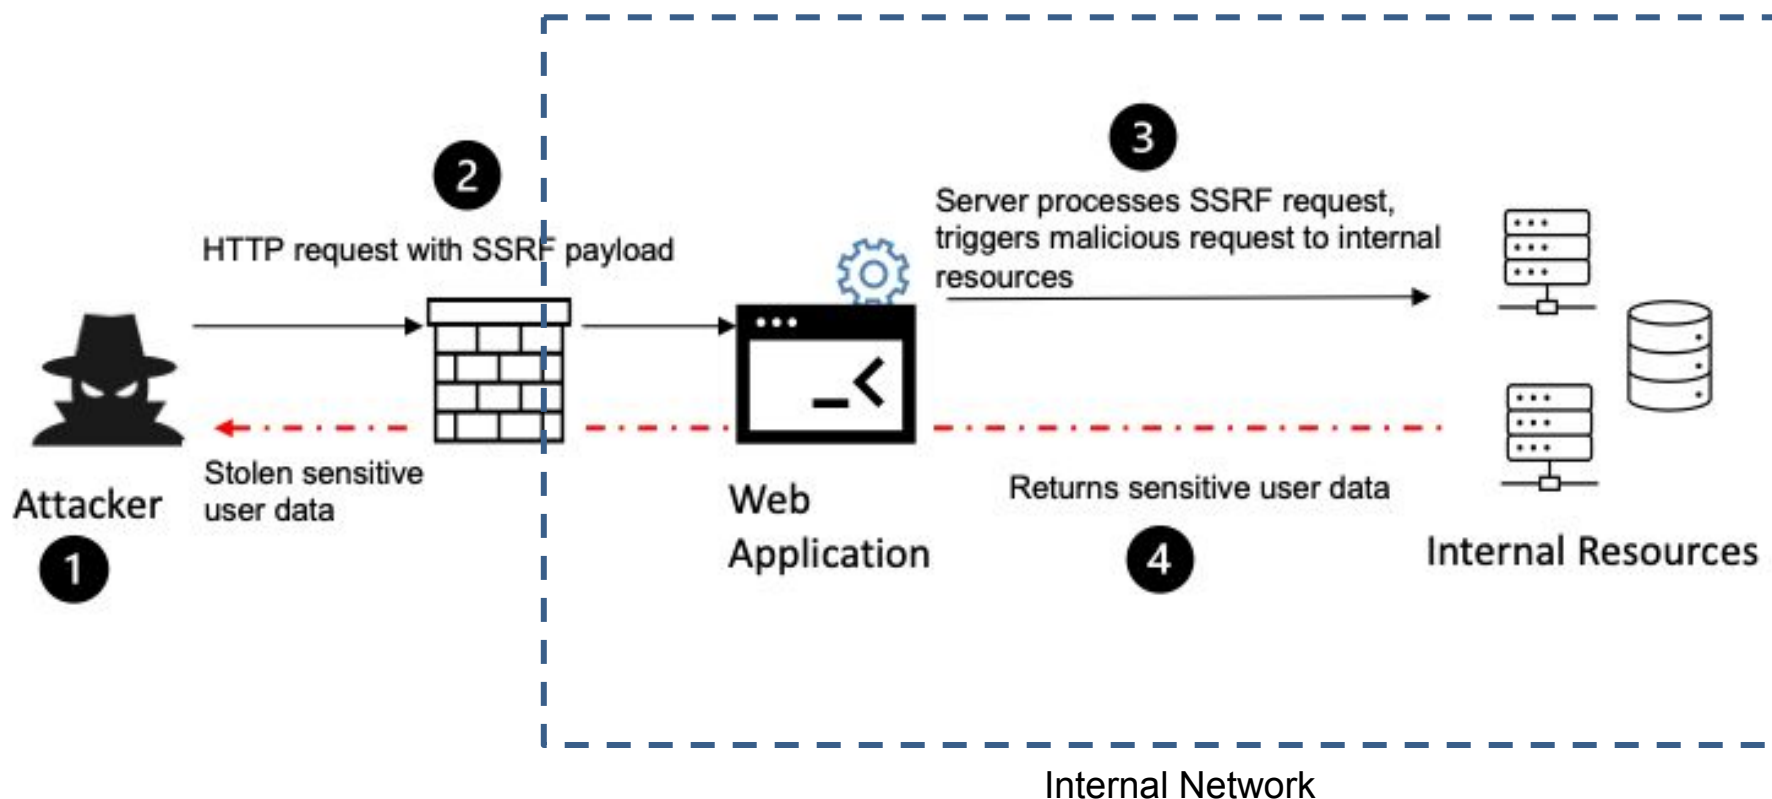 2
3
HTTP request with SSRF payload
Server processes SSRF request,
triggers malicious request to internal
resources
Stolen sensitive
user data
Attacker
1
Web
Application
Returns sensitive user data
4
Internal Resources
Internal Network